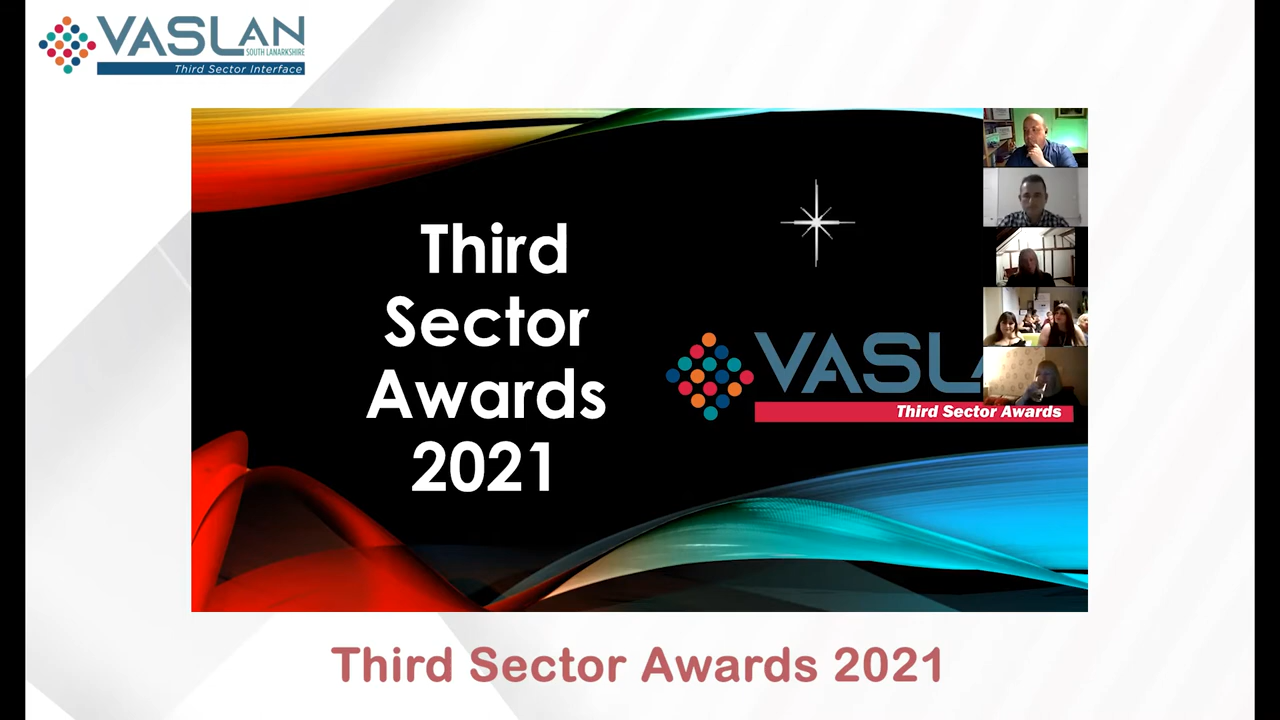 VASLAN
SOUTH LANARKSHIRE
Third Sector Interface
Third
Sector
Awards
2021
VASLA
Third Sector Awards
Third Sector Awards 2021